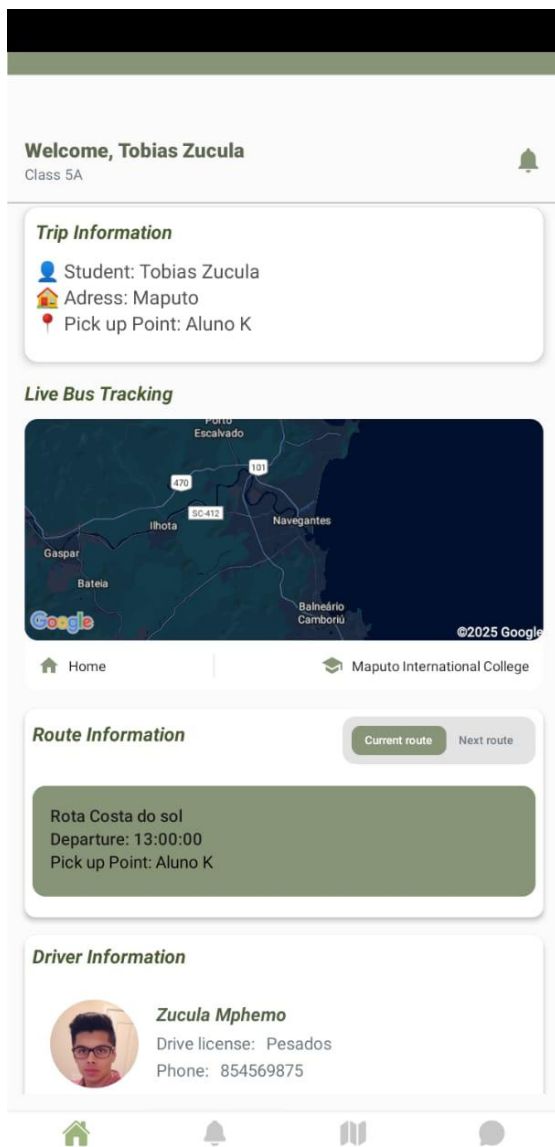 Welcome, Tobias Zucula
Class 5A
Trip Information
👤 Student: Tobias Zucula
🏠 Adress: Maputo
📍 Pick up Point: Aluno K
Live Bus Tracking
Porto
Escalvado
101
470
SC-412
Ilhota
Navegantes
Gaspar
Bateia
Balneário
Camboriú
Google
©2025 Google
Home
Maputo International College
Route Information
Current route
Next route
Rota Costa do sol
Departure: 13:00:00
Pick up Point: Aluno K
Driver Information
Zucula Mphemo
Drive license: Pesados
Phone: 854569875